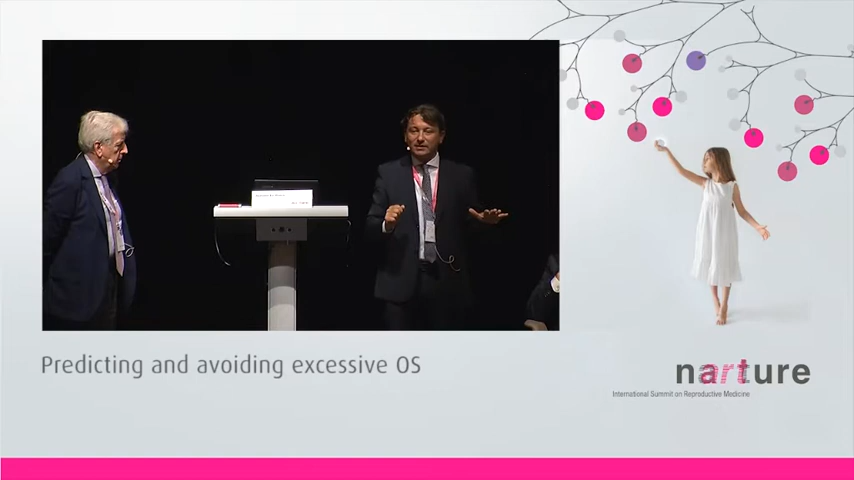 Predicting and avoiding excessive OS
narture
International Summit on Reproductive Medicine